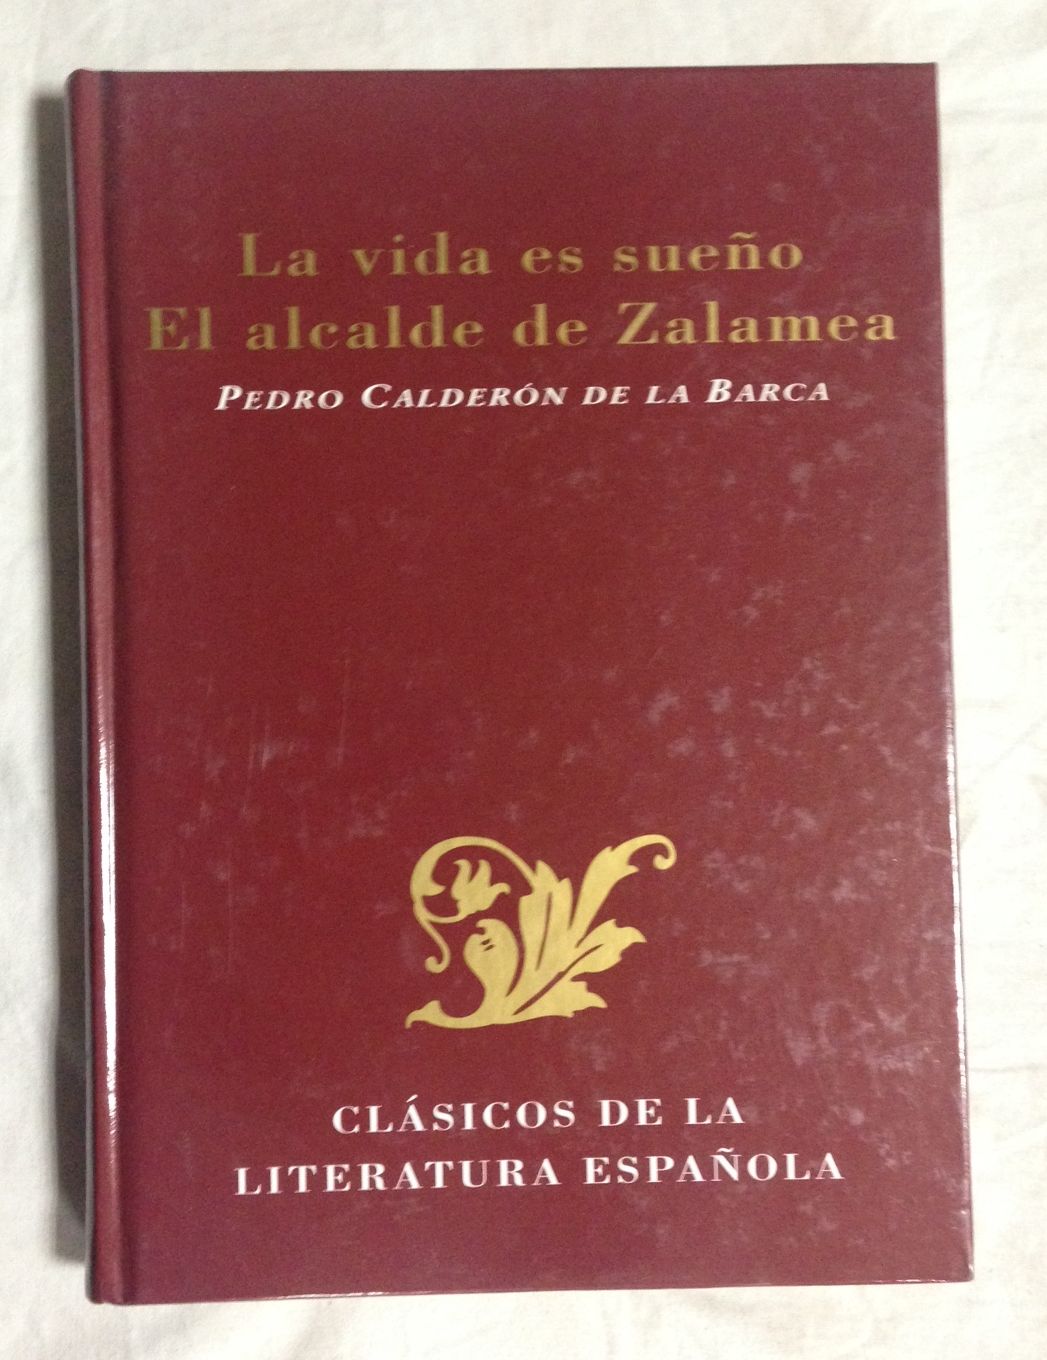 La vida es sueño
El alcalde de Zalamea
PEDRO CALDERÓN DE LA BARCA
CLÁSICOS DE LA
LITERATURA ESPAÑOLA